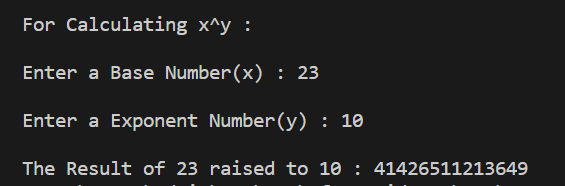 For Calculating x^y :
Enter a Base Number(x) : 23
Enter a Exponent Number(y) : 10
The Result of 23 raised to 10 : 41426511213649